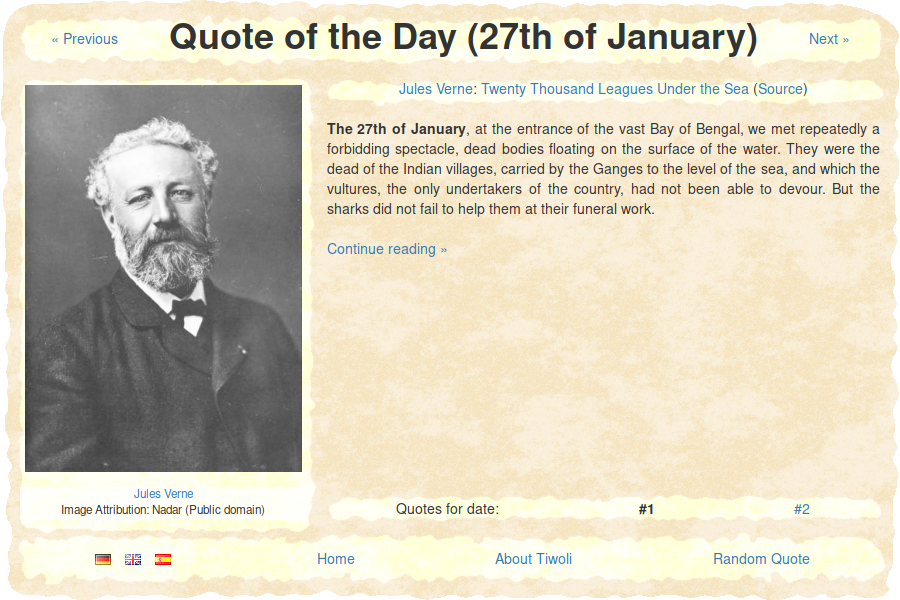 « Previous
Quote of the Day (27th of January)
Next »
Jules Verne: Twenty Thousand Leagues Under the Sea (Source)
The 27th of January, at the entrance of the vast Bay of Bengal, we met repeatedly a
forbidding spectacle, dead bodies floating on the surface of the water. They were the
dead of the Indian villages, carried by the Ganges to the level of the sea, and which the
vultures, the only undertakers of the country, had not been able to devour. But the
sharks did not fail to help them at their funeral work.
Continue reading »
Jules Verne
Image Attribution: Nadar (Public domain)
Quotes for date: #1 #2
Home About Tiwoli Random Quote